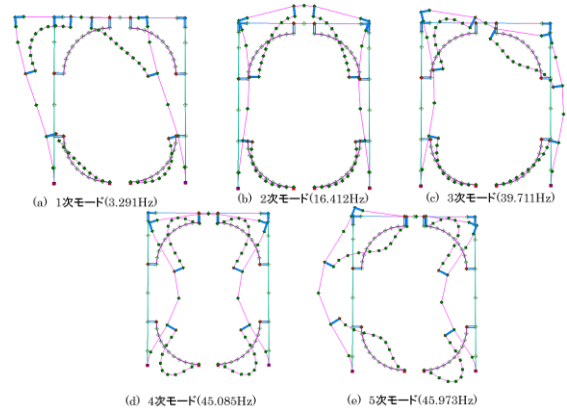 (a) 1次モード(3.291Hz)
(b) 2次モード(16.412Hz)
(c) 3次モード(39.711Hz)
(d) 4次モード(45.085Hz)
(e) 5次モード(45.973Hz)